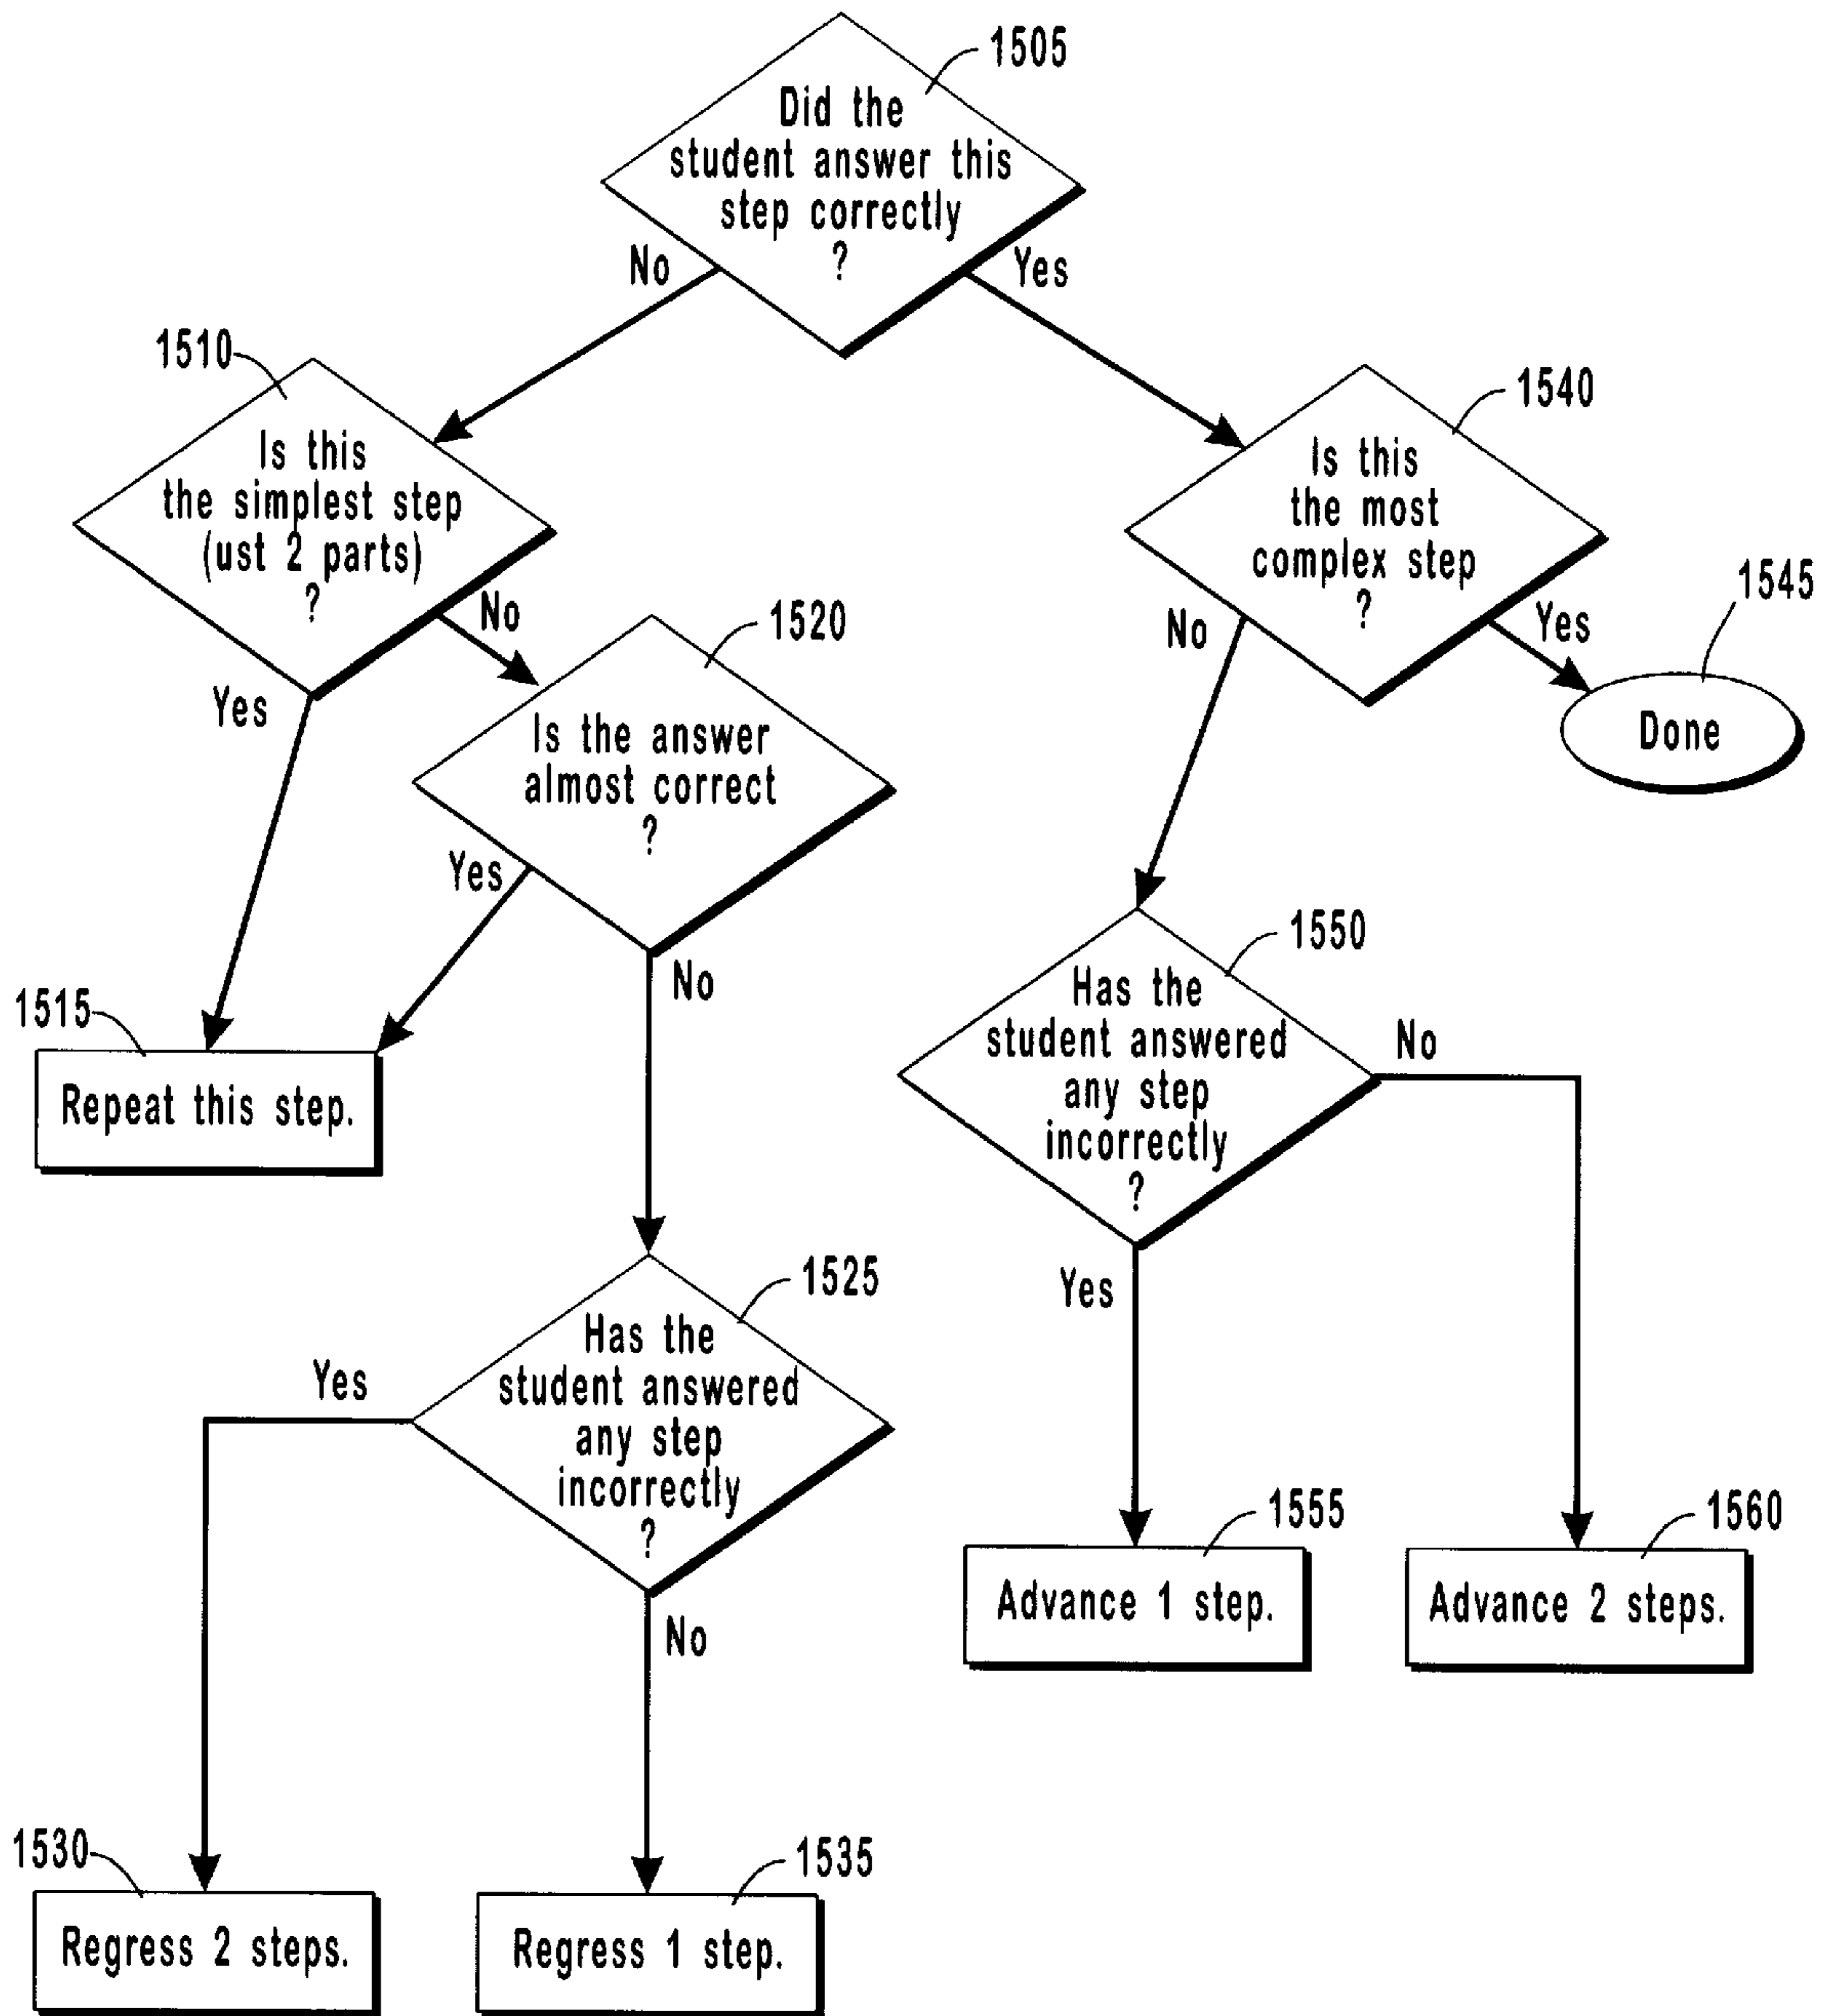 1505
Did the
student answer this
step correctly
?
No
Yes
1510
Is this
the simplest step
(ust 2 parts)
?
No
Yes
1540
Is this
the most
complex step
?
No
Yes
1545
Done
1520
Is the answer
almost correct
?
Yes
No
1515
Repeat this step.
1550
Has the
student answered
any step
incorrectly
?
No
Yes
1525
Has the
student answered
any step
incorrectly
?
Yes
No
1555
Advance 1 step.
1560
Advance 2 steps.
1530
Regress 2 steps.
1535
Regress 1 step.